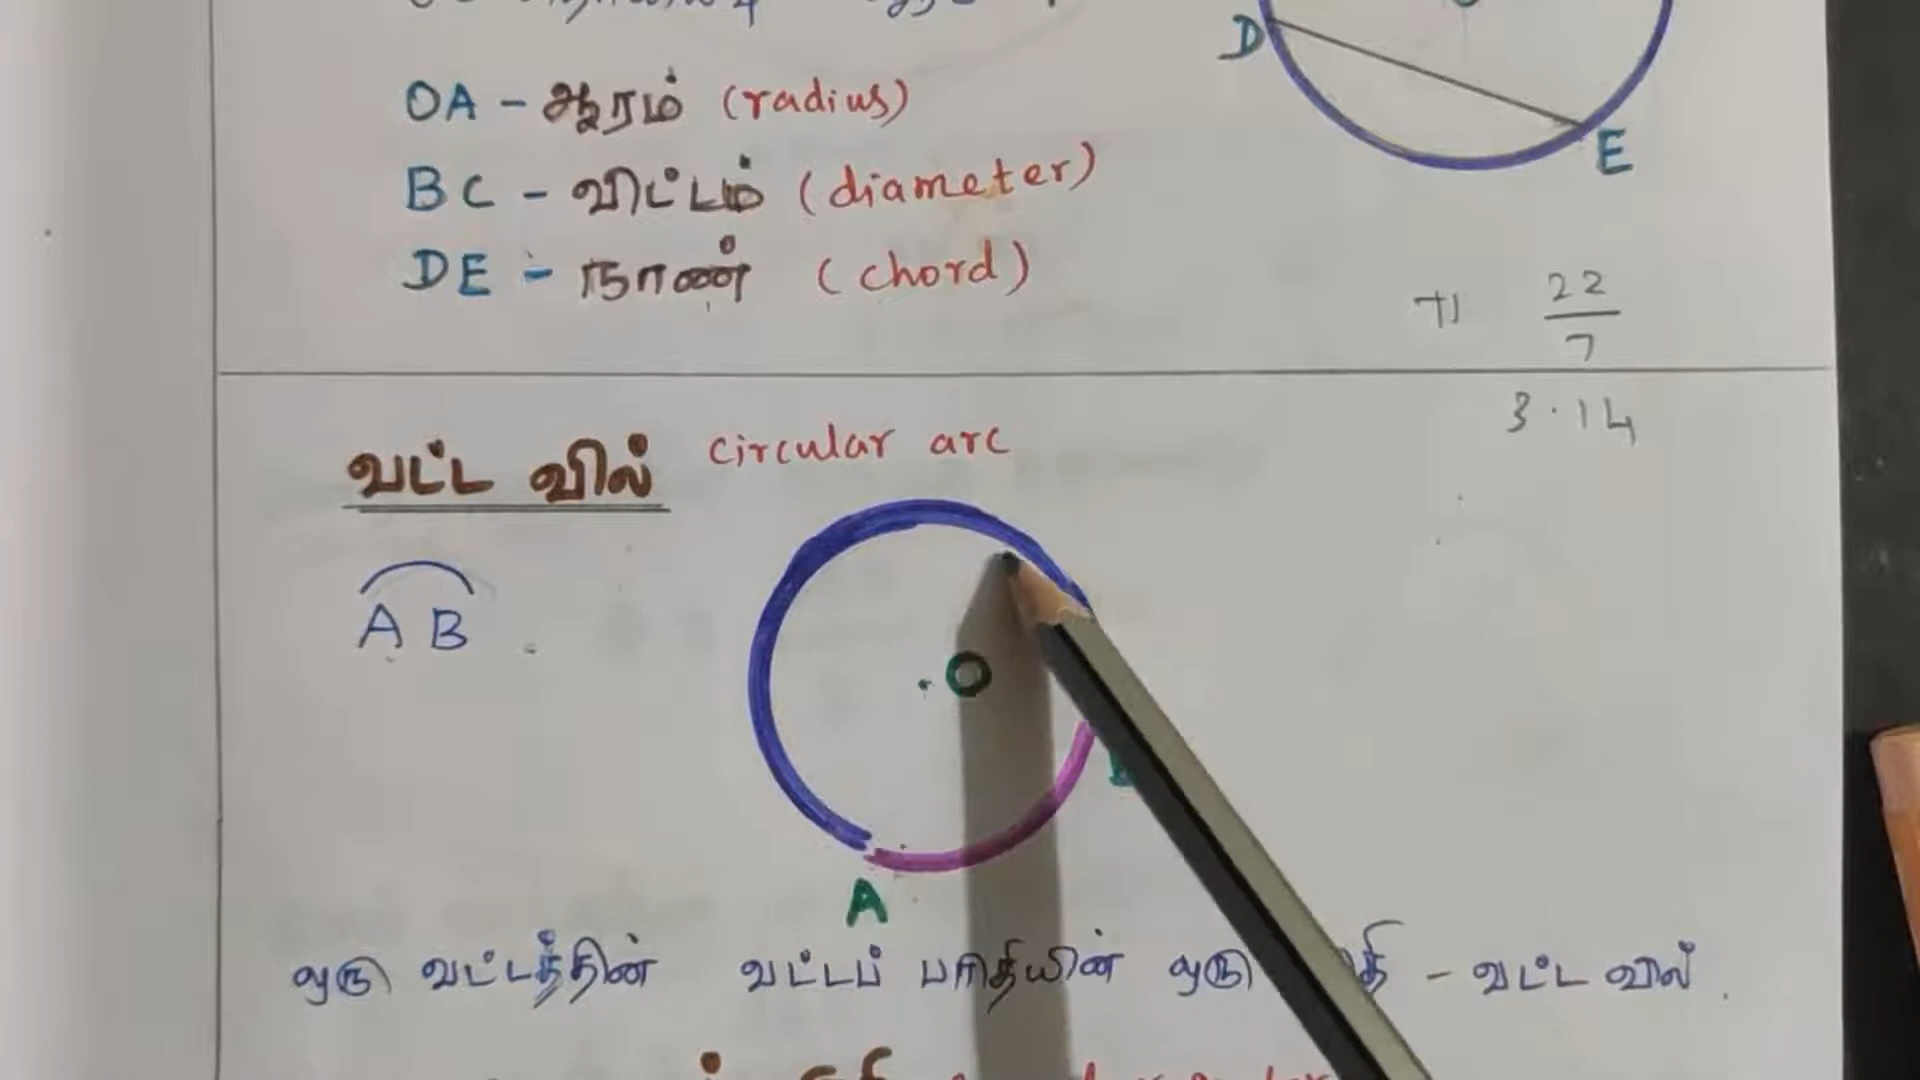 D
OA - ஆரம் (radius)
E
BC - விட்டம் (diameter)
DE - நாண் (chord)
π 22/7
3.14
வட்ட வில் circular arc
AB
O
A
ஒரு வட்டத்தின் வட்டப் பரிதியின் ஒரு - வட்ட வில்